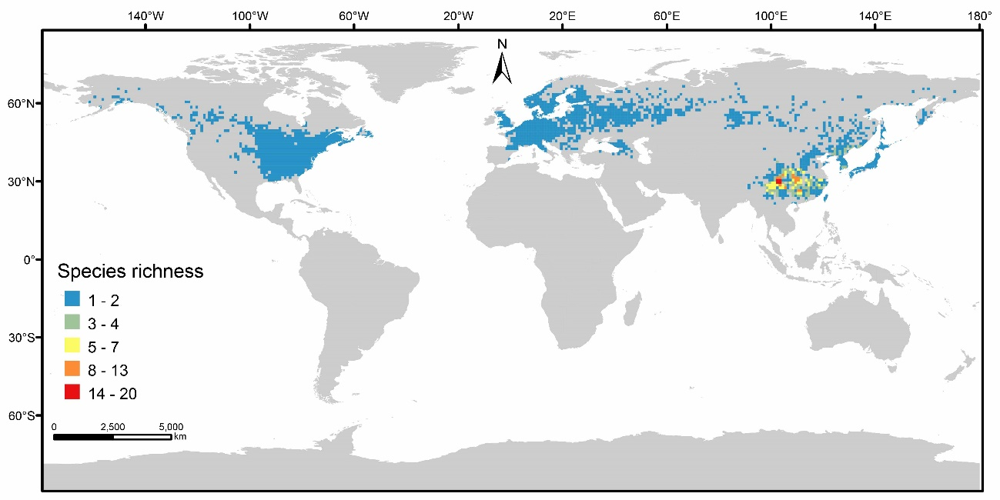 140°W 100°W 60°W 20°W 20°E 60°E 100°E 140°E 180°
N
60°N
30°N
0°
30°S
60°S
Species richness
1 - 2
3 - 4
5 - 7
8 - 13
14 - 20
0 2,500 5,000
km